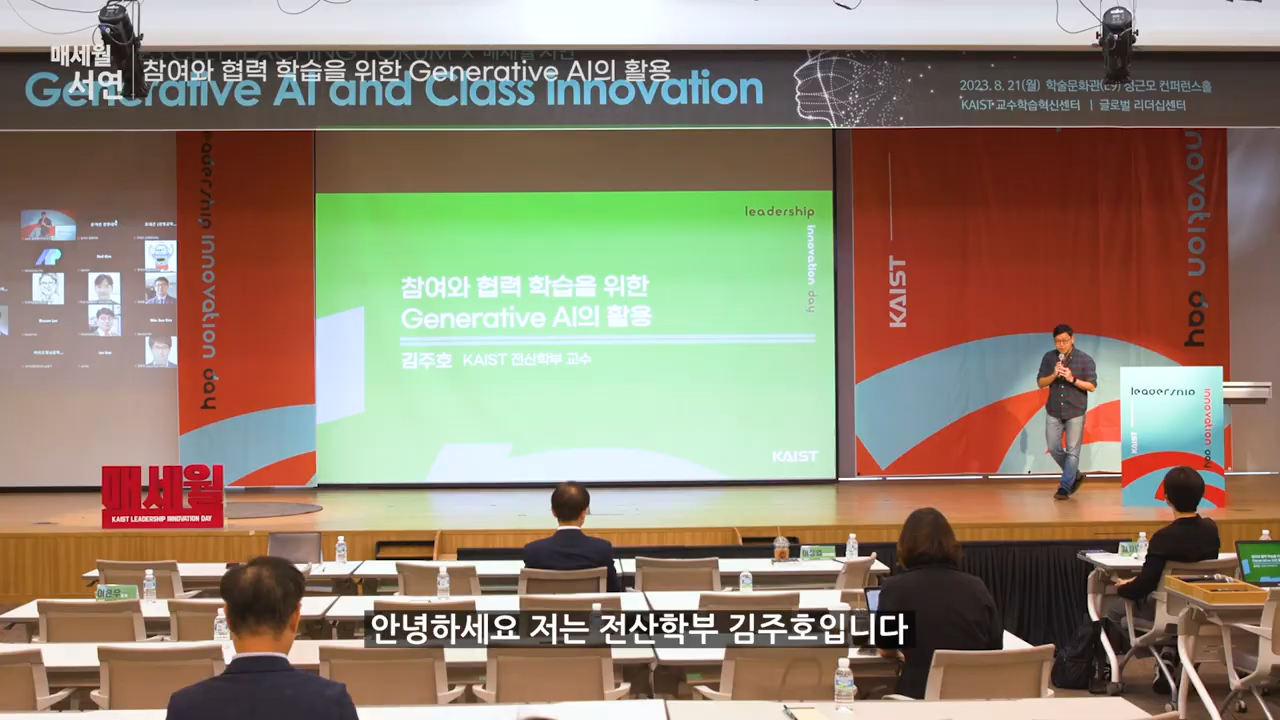 매세월
서연
참여와 협력 학습을 위한 Generative AI의 활용
Generative AI and Class Innovation
2023. 8. 21(월) 학술문화관(E9) 정근모 컨퍼런스홀
KAIST 교수학습혁신센터 | 글로벌 리더십센터
leadership
innovation day
참여와 협력 학습을 위한
Generative AI의 활용
김주호 KAIST 전산학부 교수
KAIST
leadership innovation day
KAIST
innovation day
leadership
innovation day
KAIST
매세월
KAIST LEADERSHIP INNOVATION DAY
안녕하세요 저는 전산학부 김주호입니다